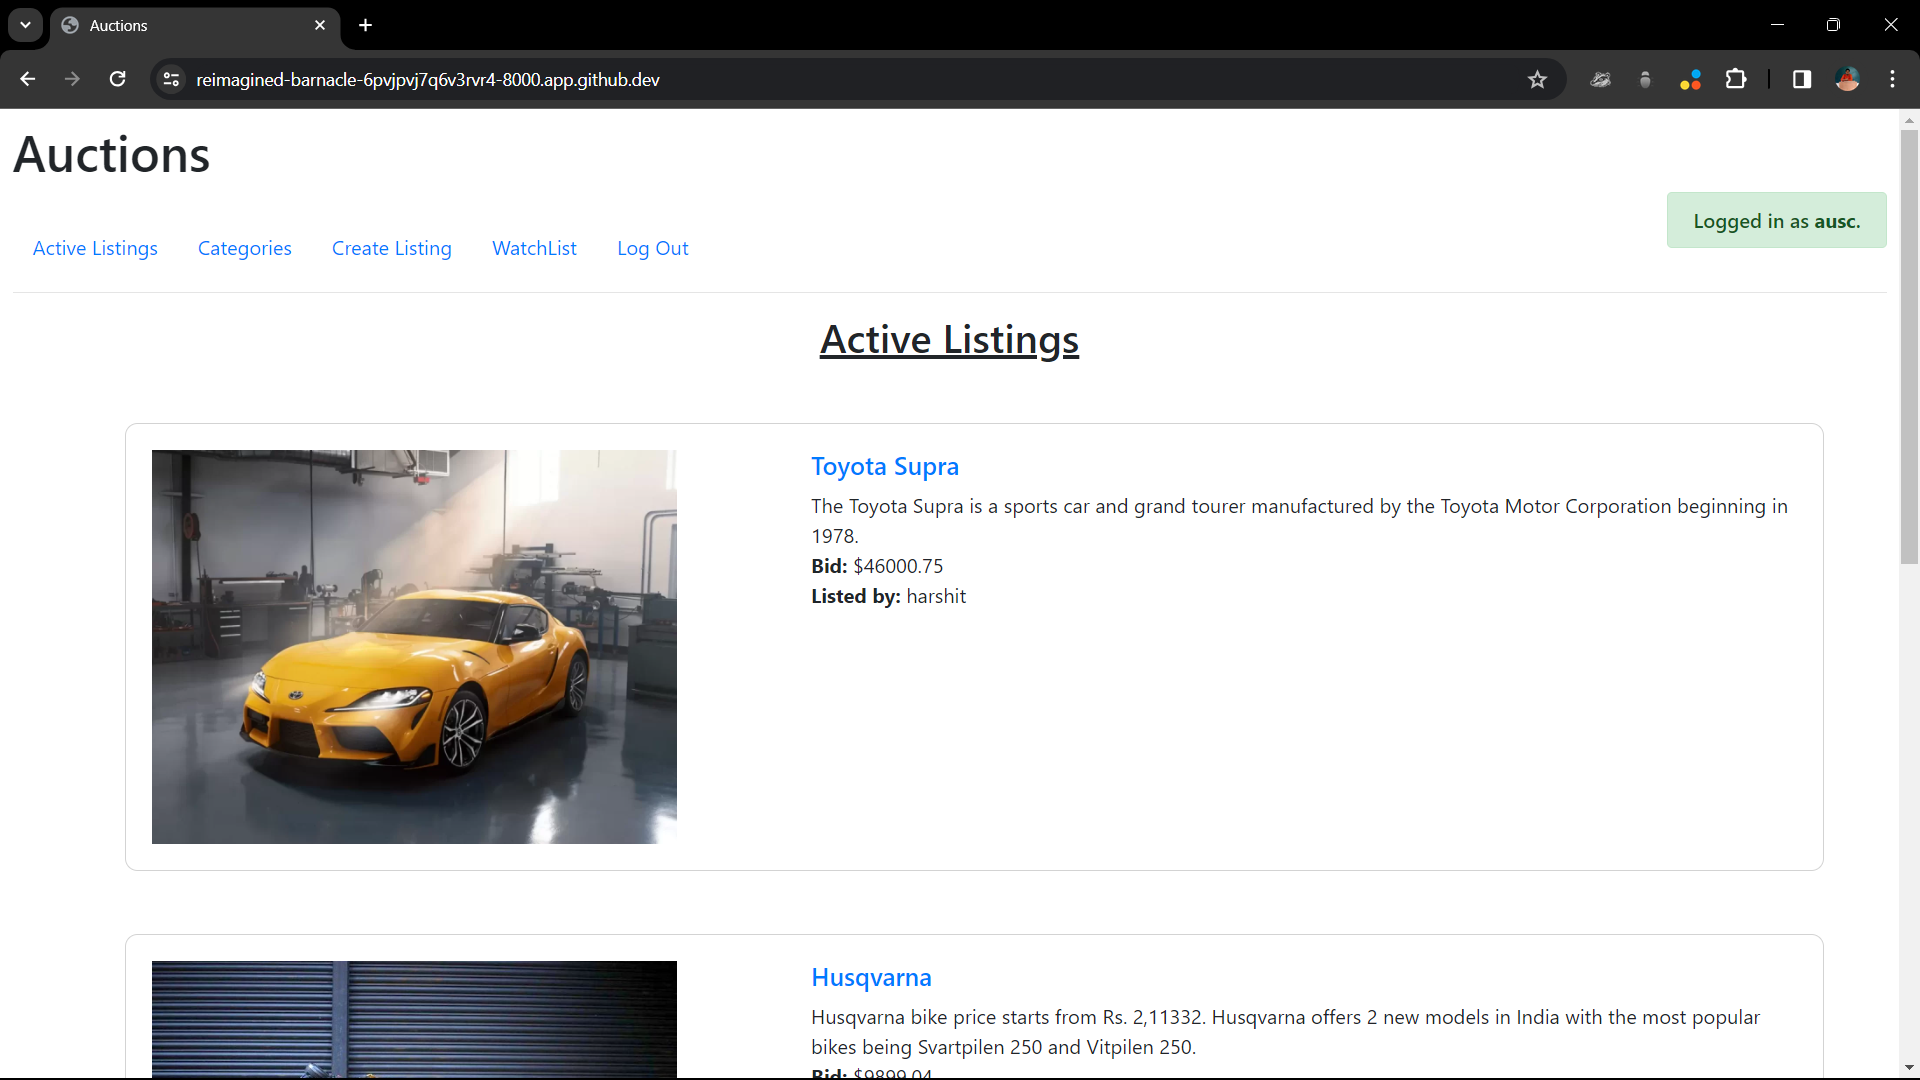 Auctions
reimagined-barnacle-6pvjpvj7q6v3rvr4-8000.app.github.dev
Auctions
Logged in as ausc.
Active Listings Categories Create Listing WatchList Log Out
Active Listings
Toyota Supra
The Toyota Supra is a sports car and grand tourer manufactured by the Toyota Motor Corporation beginning in
1978.
Bid: $46000.75
Listed by: harshit
Husqvarna
Husqvarna bike price starts from Rs. 2,11332. Husqvarna offers 2 new models in India with the most popular
bikes being Svartpilen 250 and Vitpilen 250.
Bid: $9899.04